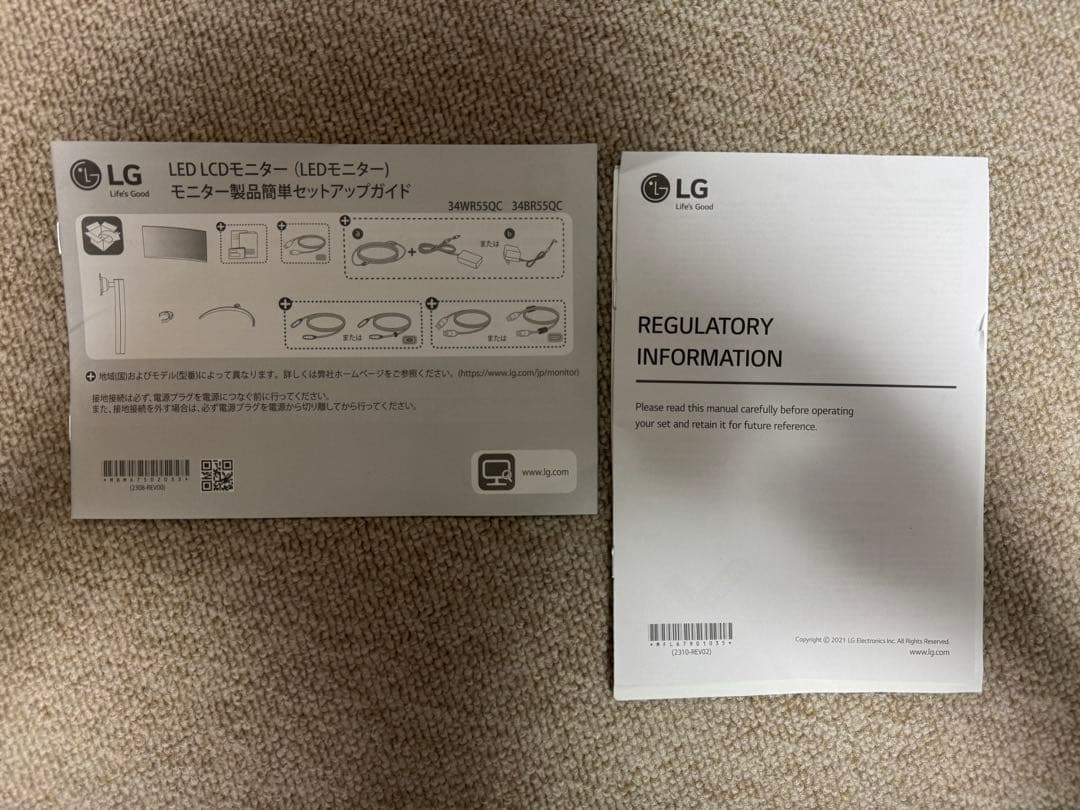 LG
Life's Good
LED LCDモニター（LEDモニター)
モニター製品簡単セットアップガイド
34WR55QC 34BR55QC
a
または
b
または
または
地域(国)およびモデル(型番)によって異なります。詳しくは弊社ホームページをご参照ください。(https://www.lg.com/jp/monitor)
接地接続は必ず、電源プラグを電源につなぐ前に行ってください。
また、接地接続を外す場合は、必ず電源プラグを電源から切り離してから行ってください。
*MBM67502033*
(2308-REV00)
www.lg.com
LG
Life's Good
REGULATORY
INFORMATION
Please read this manual carefully before operating
your set and retain it for future reference.
*MFL67901035*
(2310-REV02)
Copyright © 2021 LG Electronics Inc. All Rights Reserved.
www.lg.com